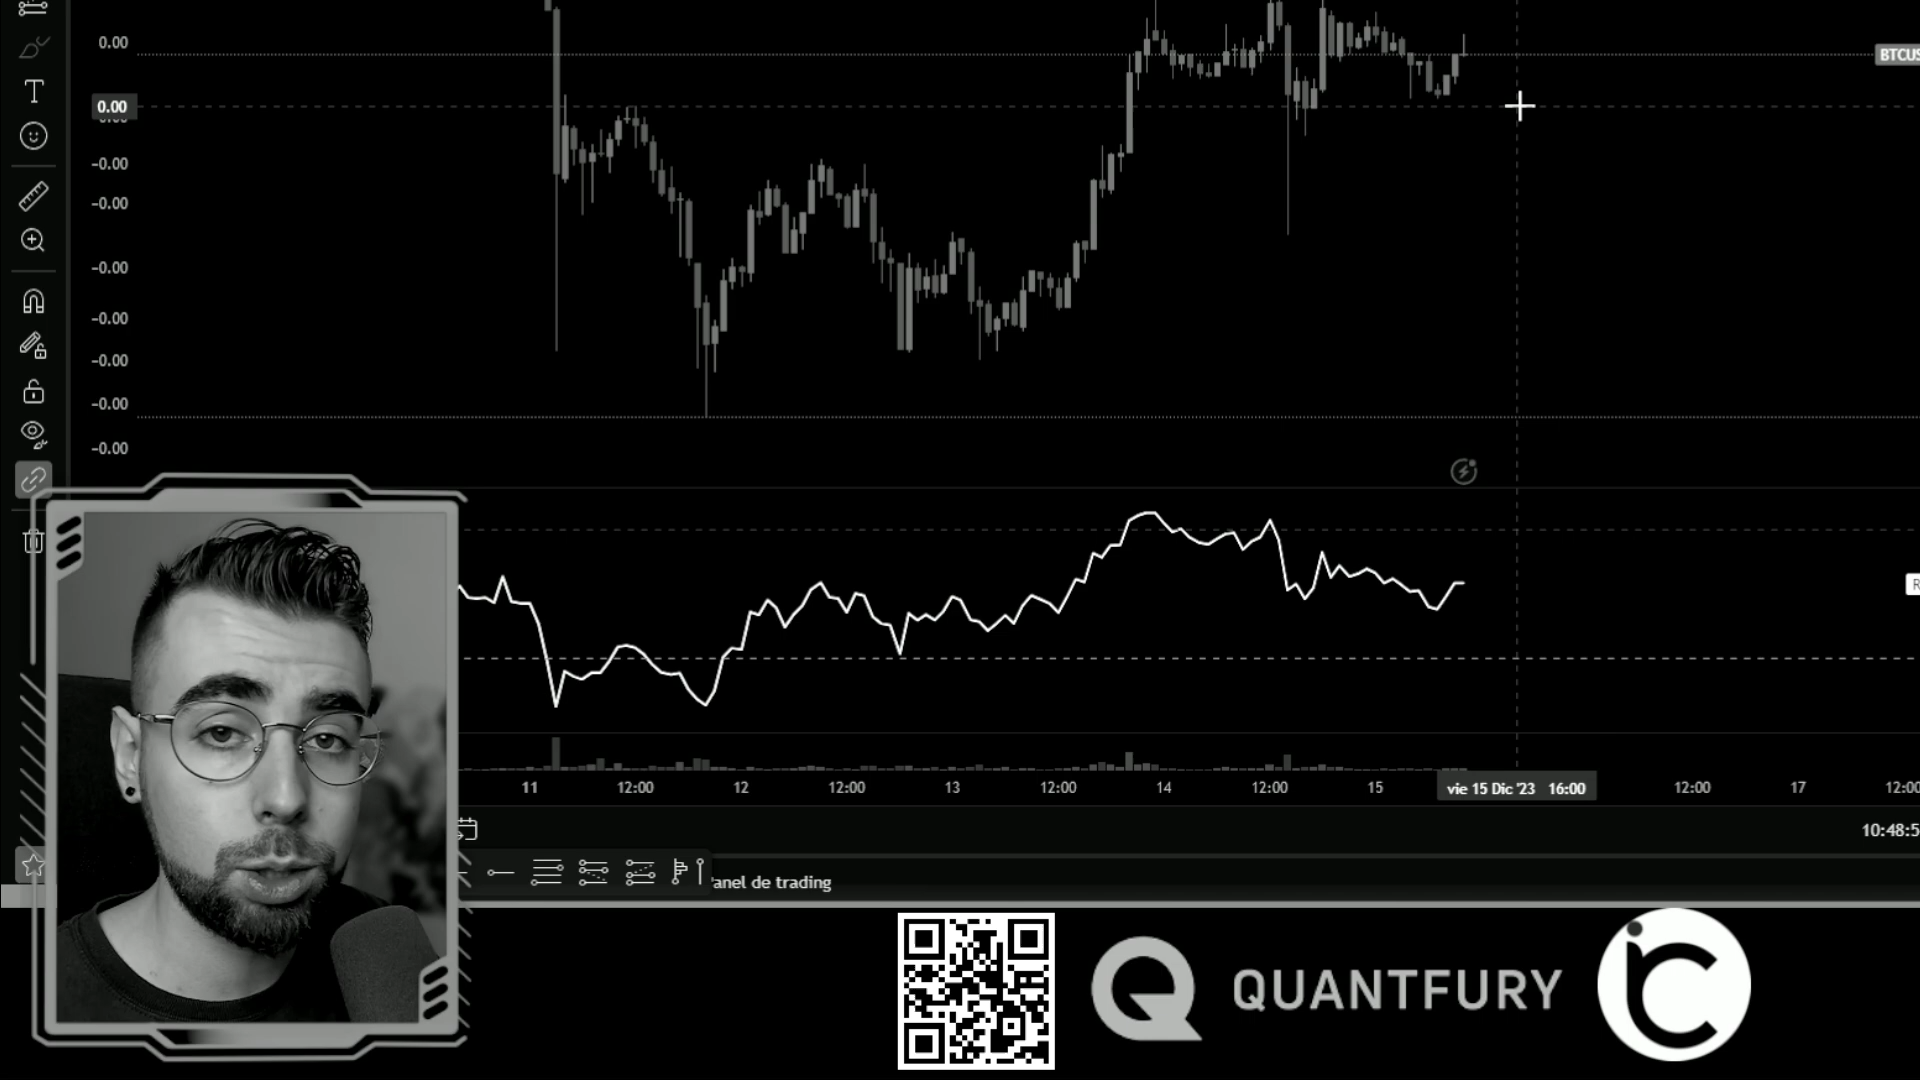 0.00
BTCUS
0.00
-0.00
-0.00
-0.00
-0.00
-0.00
-0.00
-0.00
R
11 12:00 12 12:00 13 12:00 14 12:00 15 vie 15 Dic '23 16:00 12:00 17 12:00
10:48:5
anel de trading
QUANTFURY